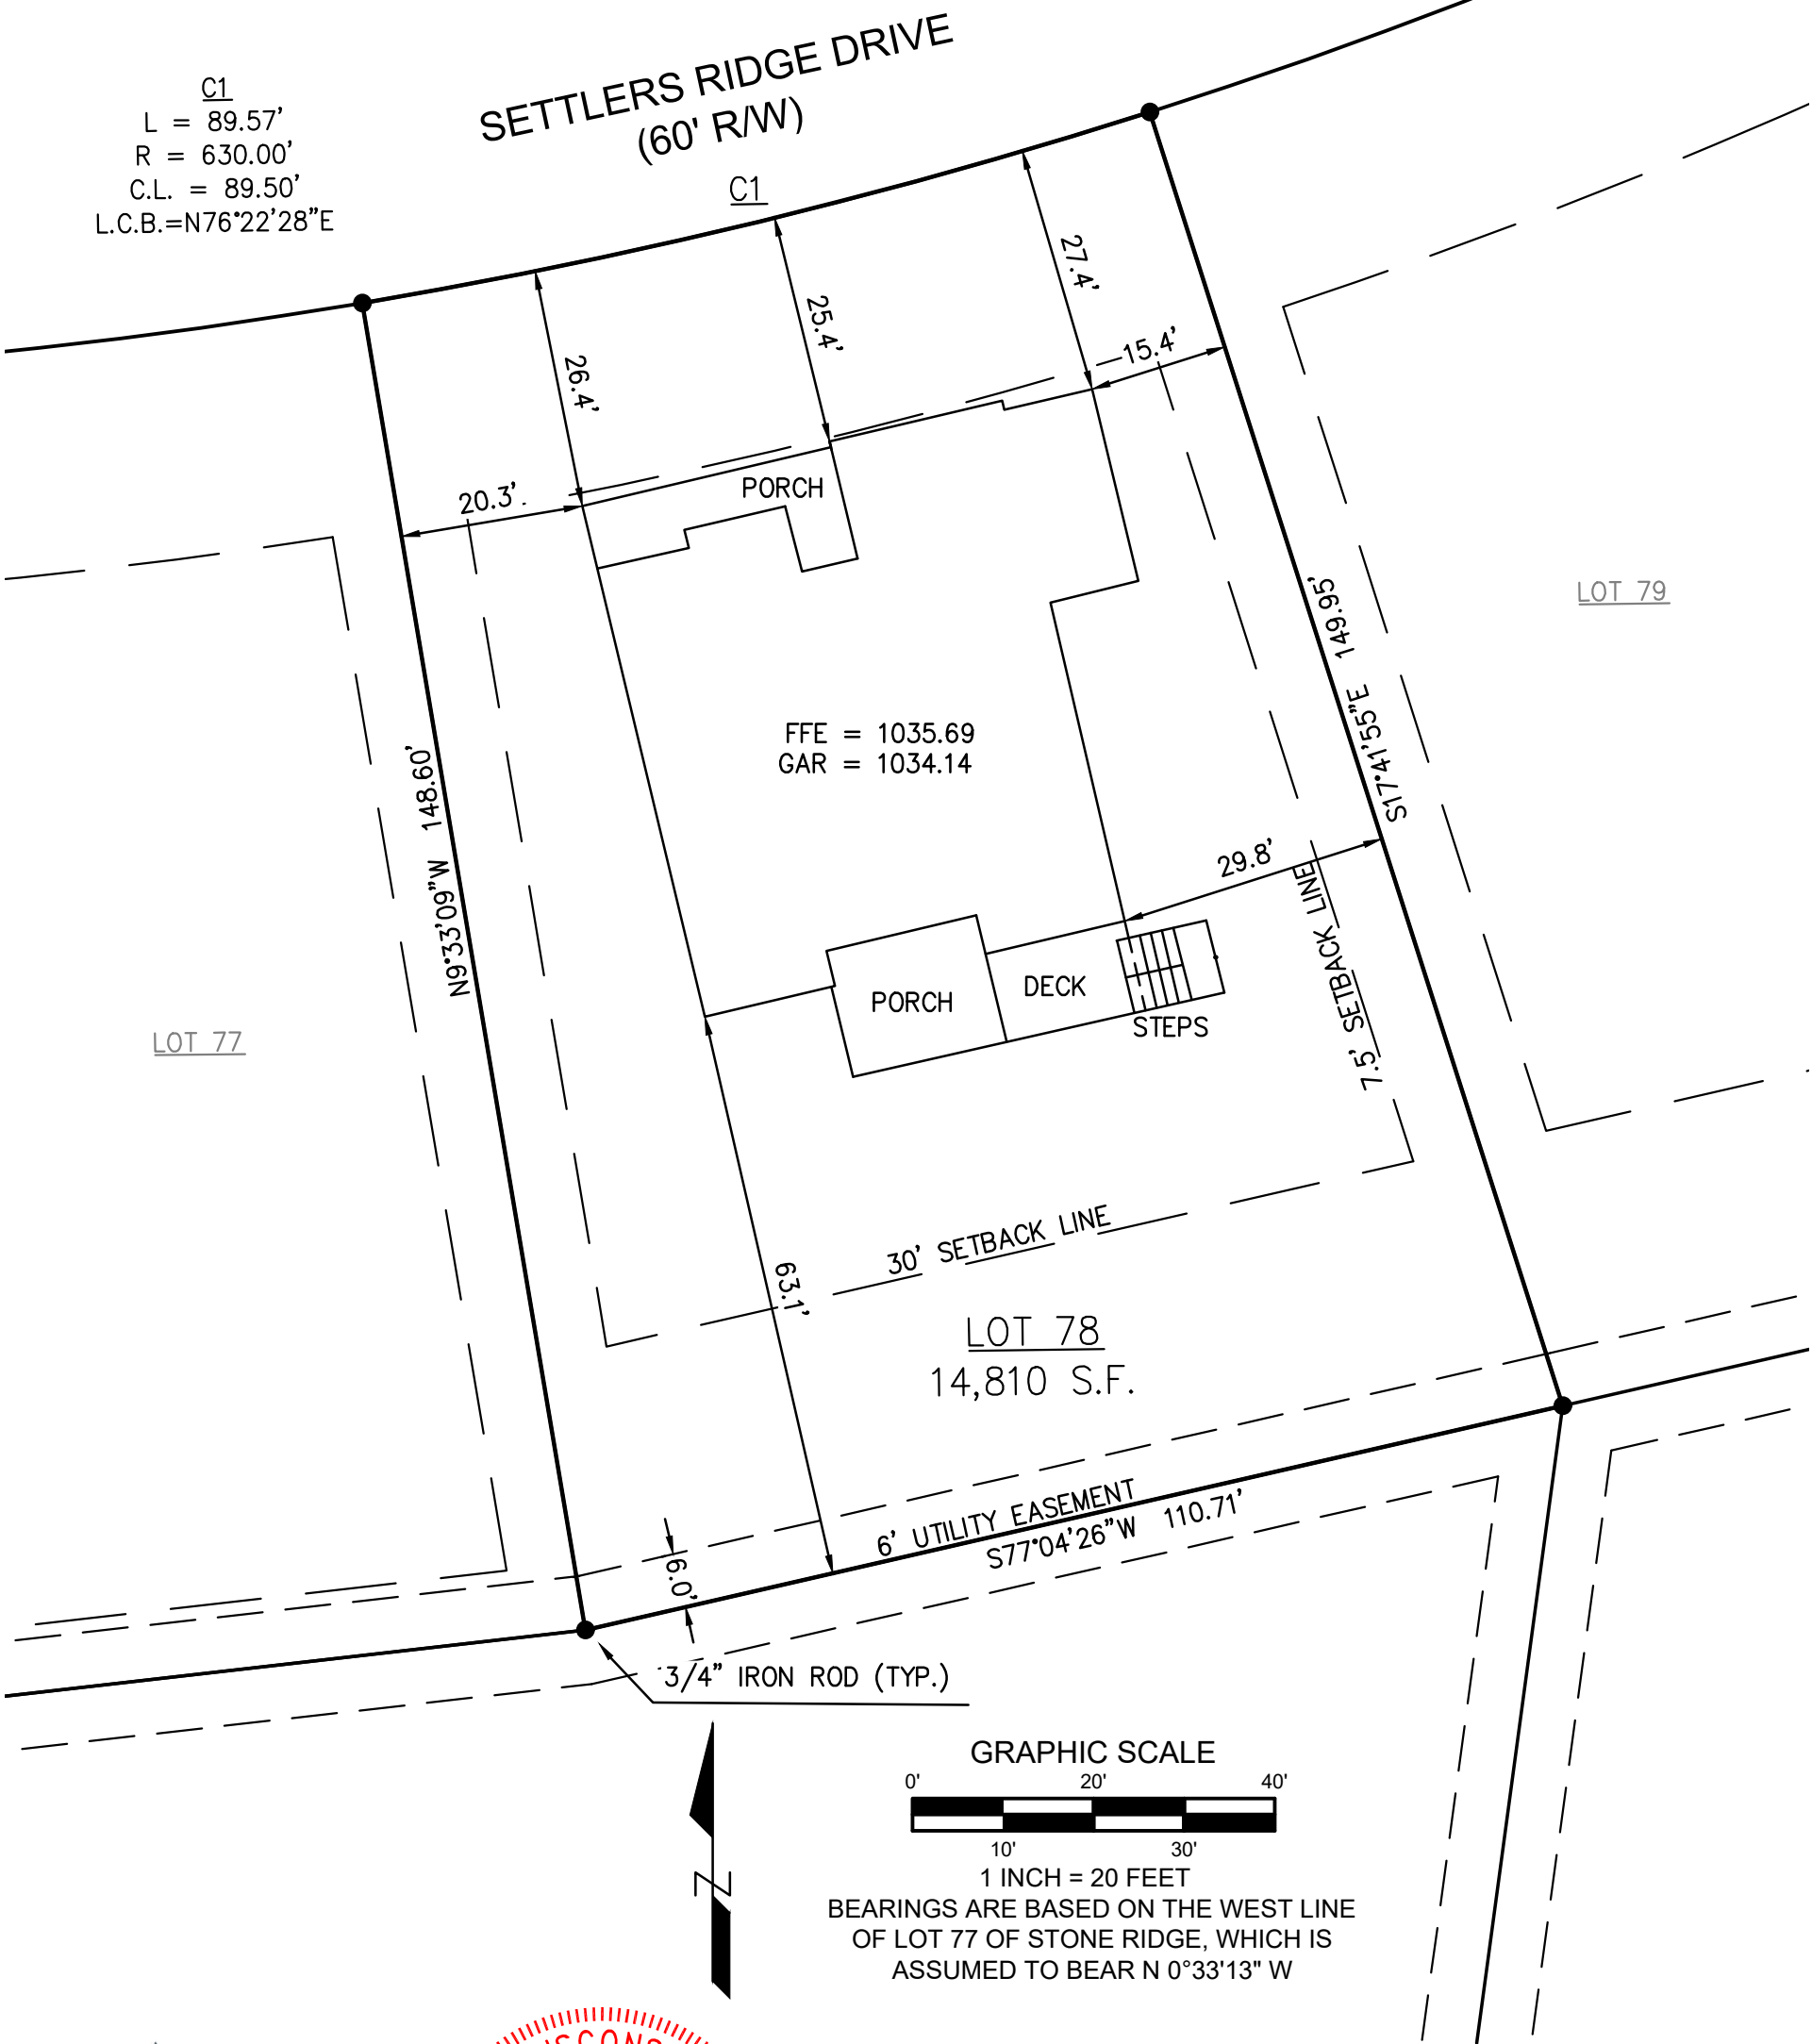 SETTLERS RIDGE DRIVE
(60' R/W)
C1
L = 89.57'
R = 630.00'
C.L. = 89.50'
L.C.B.=N76°22'28"E
C1
27.4'
25.4'
26.4'
15.4'
20.3'
PORCH
LOT 79
149.95'
S17°41'55"E
FFE = 1035.69
GAR = 1034.14
148.60'
N9°33'09"W
29.8'
PORCH
DECK
STEPS
7.5' SETBACK LINE
LOT 77
30' SETBACK LINE
63.1'
LOT 78
14,810 S.F.
6' UTILITY EASEMENT
S77°04'26"W 110.71'
6.0'
3/4" IRON ROD (TYP.)
GRAPHIC SCALE
0' 20' 40'
10' 30'
1 INCH = 20 FEET
BEARINGS ARE BASED ON THE WEST LINE
OF LOT 77 OF STONE RIDGE, WHICH IS
ASSUMED TO BEAR N 0°33'13" W
N